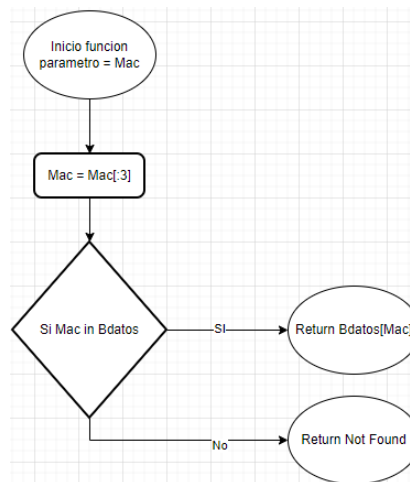 Inicio funcion
parametro = Mac
Mac = Mac[:3]
Si Mac in Bdatos
SI
Return Bdatos[Mac]
No
Return Not Found